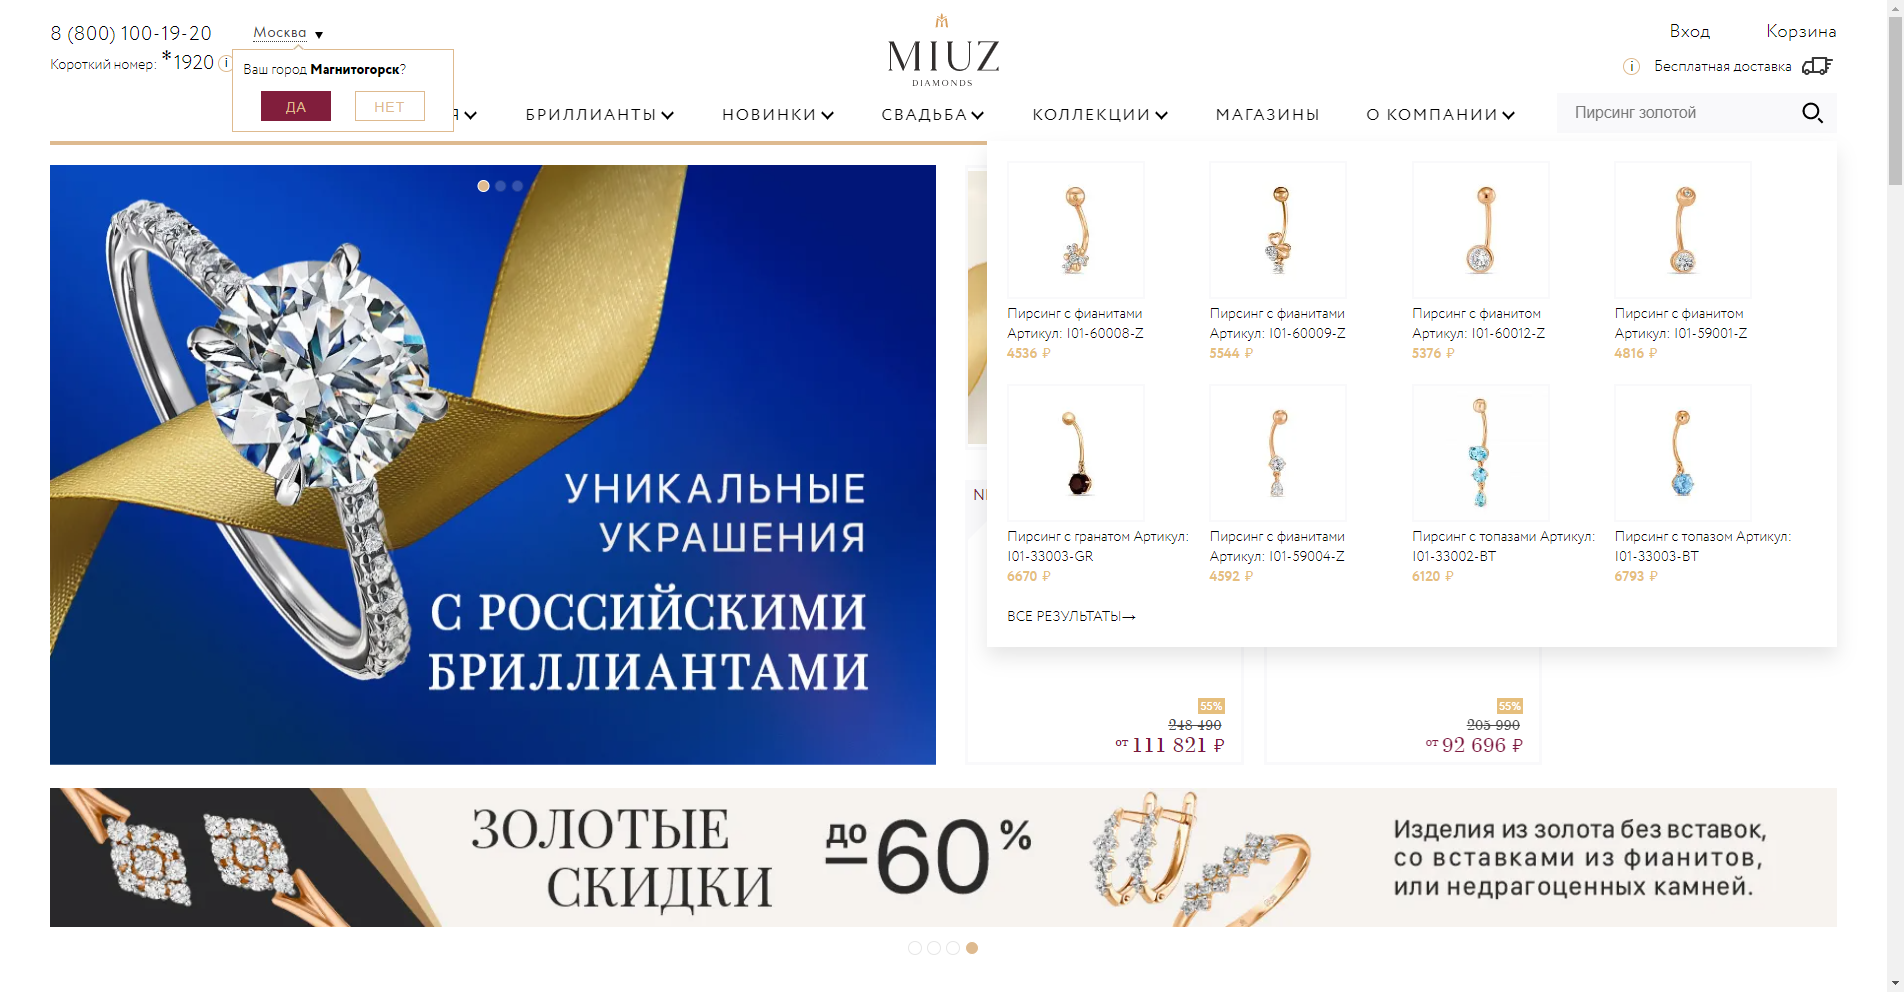 8 (800) 100-19-20
Москва ▼
Короткий номер: *1920
Ваш город Магнитогорск?
ДА
НЕТ
MIUZ
DIAMONDS
Вход
Корзина
Бесплатная доставка
БРИЛЛИАНТЫ
НОВИНКИ
СВАДЬБА
КОЛЛЕКЦИИ
МАГАЗИНЫ
О КОМПАНИИ
Пирсинг золотой
УНИКАЛЬНЫЕ
УКРАШЕНИЯ
С РОССИЙСКИМИ
БРИЛЛИАНТАМИ
Пирсинг с фианитами
Артикул: I01-60008-Z
4536 ₽
Пирсинг с фианитами
Артикул: I01-60009-Z
5544 ₽
Пирсинг с фианитом
Артикул: I01-60012-Z
5376 ₽
Пирсинг с фианитом
Артикул: I01-59001-Z
4816 ₽
Пирсинг с гранатом Артикул:
I01-33003-GR
6670 ₽
Пирсинг с фианитами
Артикул: I01-59004-Z
4592 ₽
Пирсинг с топазами Артикул:
I01-33002-BT
6120 ₽
Пирсинг с топазом Артикул:
I01-33003-BT
6793 ₽
ВСЕ РЕЗУЛЬТАТЫ→
55%
248 490
от 111 821 ₽
55%
205 990
от 92 696 ₽
ЗОЛОТЫЕ
СКИДКИ
до –60%
Изделия из золота без вставок,
со вставками из фианитов,
или недрагоценных камней.